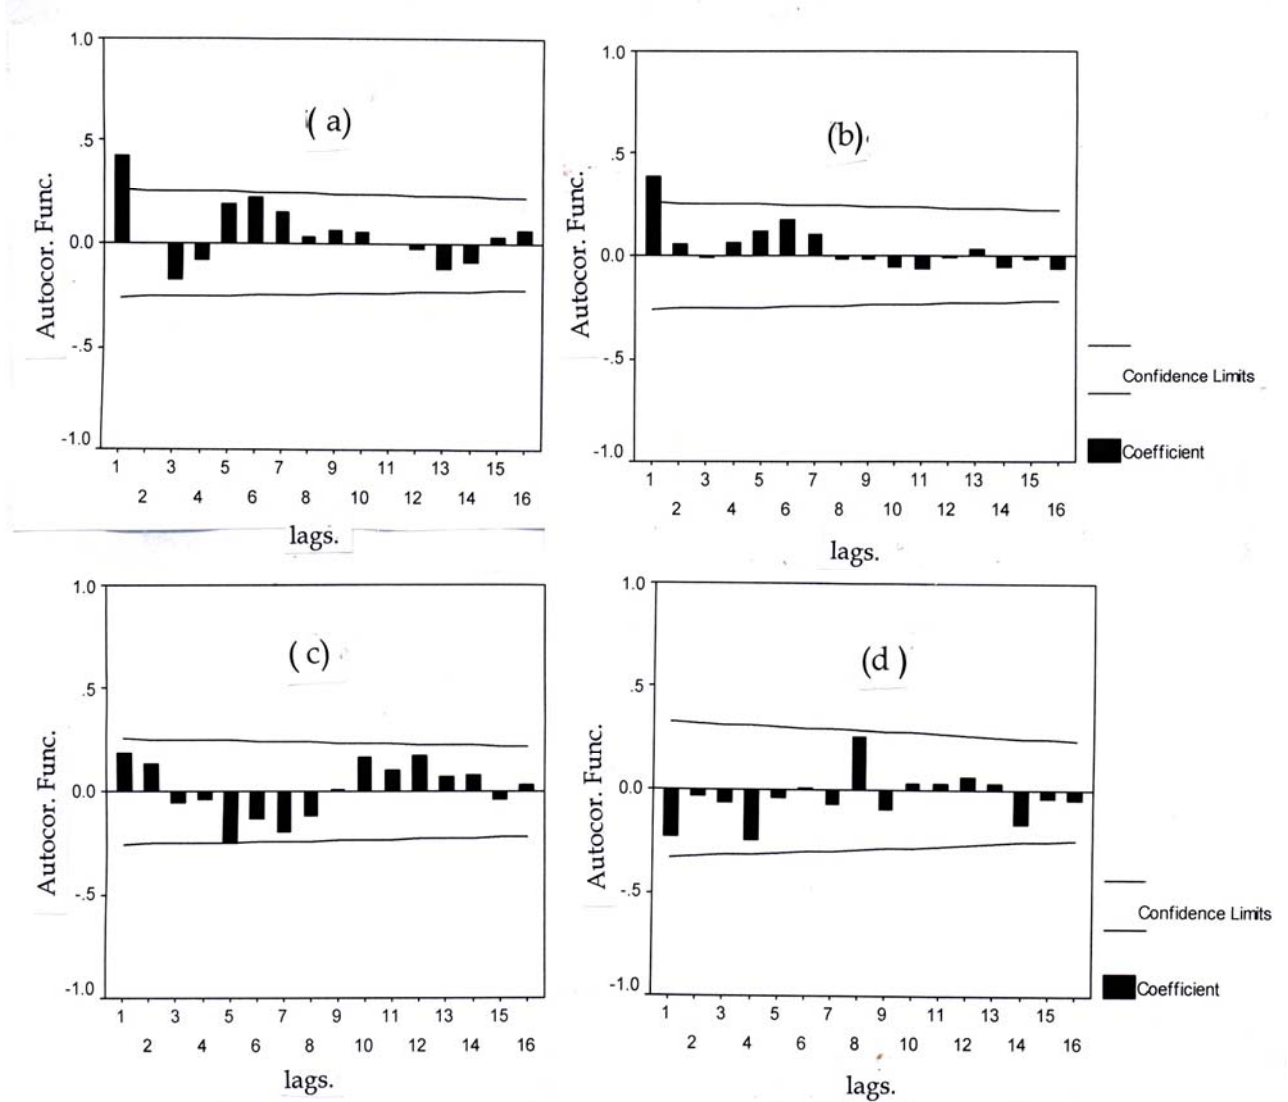 1.0
.5
0.0
-.5
-1.0
Autocor. Func.
( a)
1 3 5 7 9 11 13 15
2 4 6 8 10 12 14 16
lags.
1.0
.5
0.0
-.5
-1.0
Autocor. Func.
(b)
1 3 5 7 9 11 13 15
2 4 6 8 10 12 14 16
lags.
Confidence Limits
Coefficient
1.0
.5
0.0
-.5
-1.0
Autocor. Func.
( c)
1 3 5 7 9 11 13 15
2 4 6 8 10 12 14 16
lags.
1.0
.5
0.0
-.5
-1.0
Autocor. Func.
(d )
1 3 5 7 9 11 13 15
2 4 6 8 10 12 14 16
lags.
Confidence Limits
Coefficient